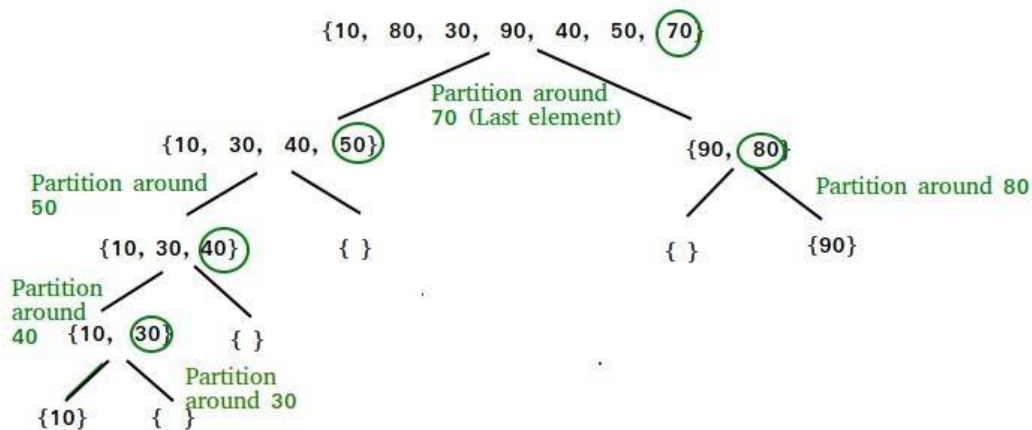 {10, 80, 30, 90, 40, 50, 70}
Partition around
70 (Last element)
{10, 30, 40, 50}
{90, 80}
Partition around
50
Partition around 80
{10, 30, 40}
{ }
{ }
{90}
Partition
around
40
{10, 30}
{ }
Partition
around 30
{10}
{ }